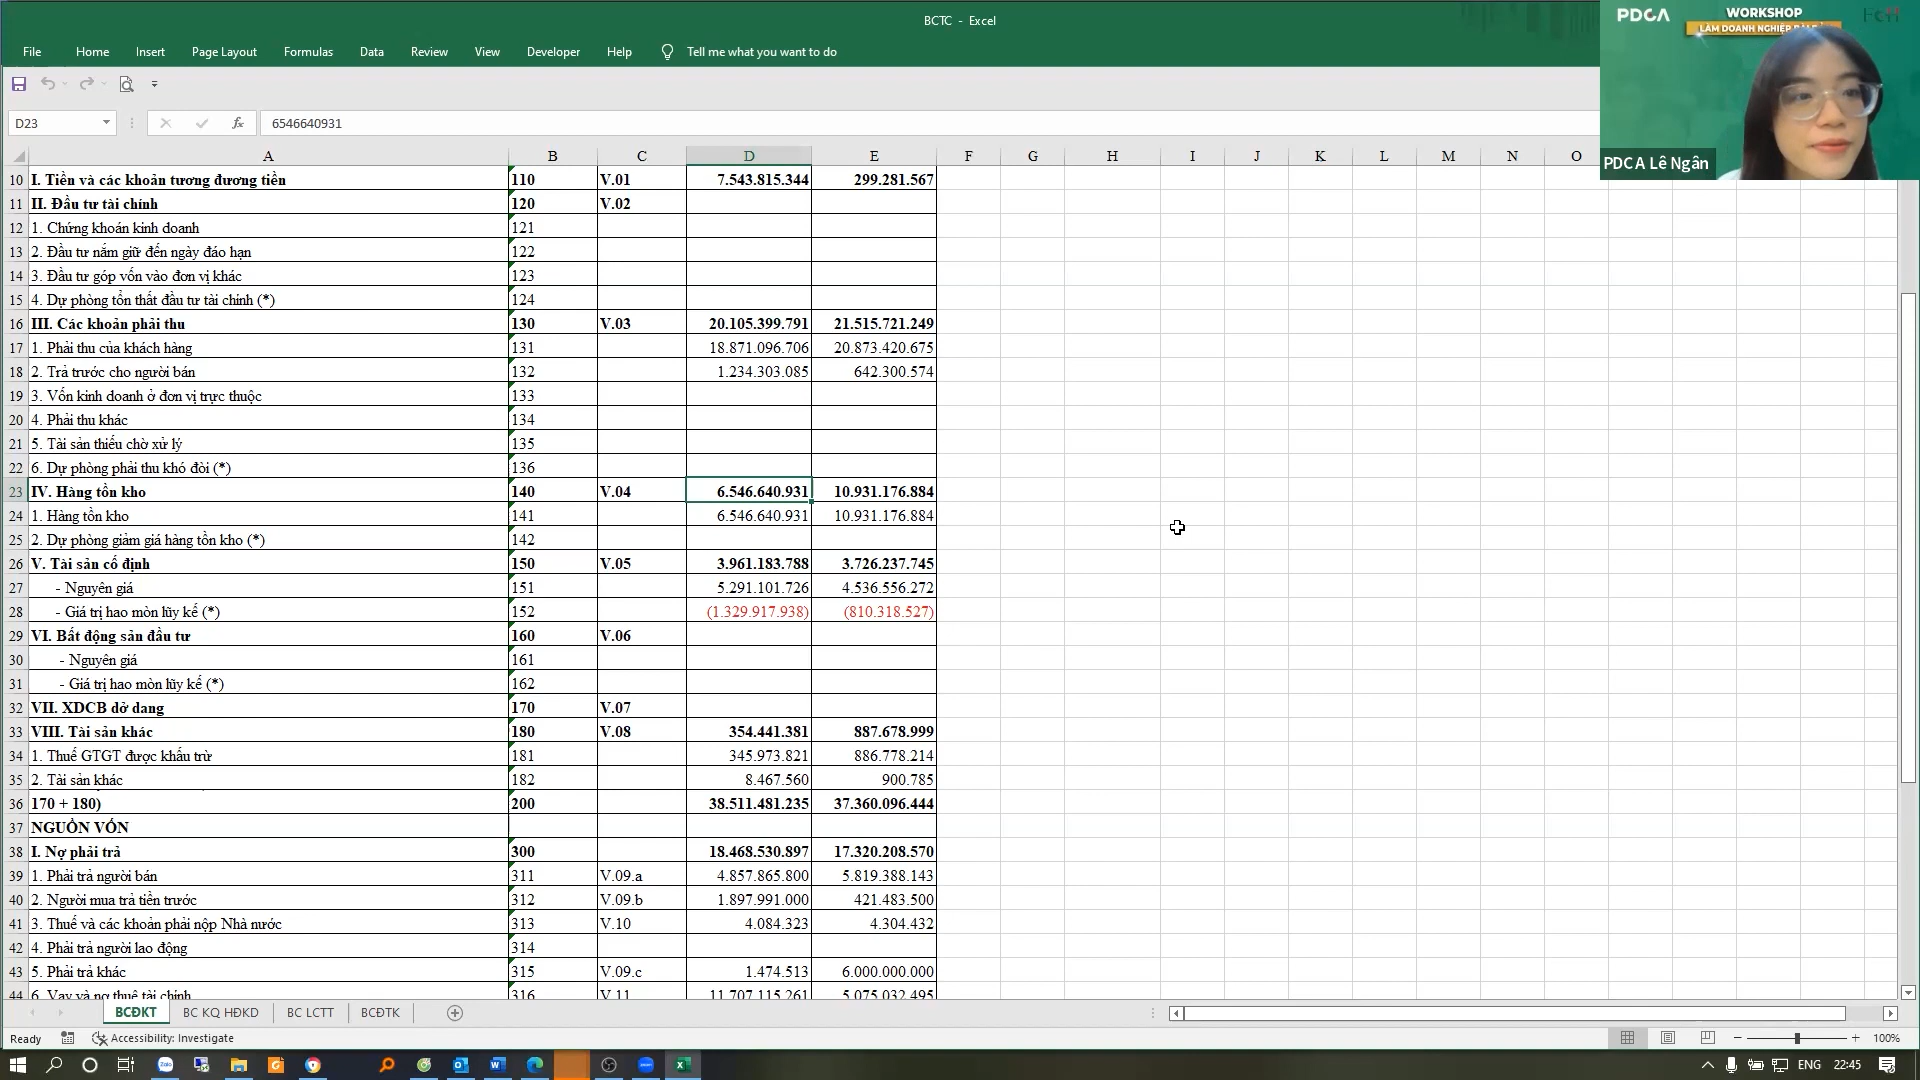 BCTC - Excel
PDCA WORKSHOP
LÀM DOANH NGHIỆP
File Home Insert Page Layout Formulas Data Review View Developer Help Tell me what you want to do
D23 fx 6546640931
PDCA Lê Ngân
A B C D E F G H I J K L M N O
10 I. Tiền và các khoản tương đương tiền 110 V.01 7.543.815.344 299.281.567
11 II. Đầu tư tài chính 120 V.02
12 1. Chứng khoán kinh doanh 121
13 2. Đầu tư nắm giữ đến ngày đáo hạn 122
14 3. Đầu tư góp vốn vào đơn vị khác 123
15 4. Dự phòng tổn thất đầu tư tài chính (*) 124
16 III. Các khoản phải thu 130 V.03 20.105.399.791 21.515.721.249
17 1. Phải thu của khách hàng 131 18.871.096.706 20.873.420.675
18 2. Trả trước cho người bán 132 1.234.303.085 642.300.574
19 3. Vốn kinh doanh ở đơn vị trực thuộc 133
20 4. Phải thu khác 134
21 5. Tài sản thiếu chờ xử lý 135
22 6. Dự phòng phải thu khó đòi (*) 136
23 IV. Hàng tồn kho 140 V.04 6.546.640.931 10.931.176.884
24 1. Hàng tồn kho 141 6.546.640.931 10.931.176.884
25 2. Dự phòng giảm giá hàng tồn kho (*) 142
26 V. Tài sản cố định 150 V.05 3.961.183.788 3.726.237.745
27 - Nguyên giá 151 5.291.101.726 4.536.556.272
28 - Giá trị hao mòn lũy kế (*) 152 (1.329.917.938) (810.318.527)
29 VI. Bất động sản đầu tư 160 V.06
30 - Nguyên giá 161
31 - Giá trị hao mòn lũy kế (*) 162
32 VII. XDCB dở dang 170 V.07
33 VIII. Tài sản khác 180 V.08 354.441.381 887.678.999
34 1. Thuế GTGT được khấu trừ 181 345.973.821 886.778.214
35 2. Tài sản khác 182 8.467.560 900.785
36 170 + 180) 200 38.511.481.235 37.360.096.444
37 NGUỒN VỐN
38 I. Nợ phải trả 300 18.468.530.897 17.320.208.570
39 1. Phải trả người bán 311 V.09.a 4.857.865.800 5.819.388.143
40 2. Người mua trả tiền trước 312 V.09.b 1.897.991.000 421.483.500
41 3. Thuế và các khoản phải nộp Nhà nước 313 V.10 4.084.323 4.304.432
42 4. Phải trả người lao động 314
43 5. Phải trả khác 315 V.09.c 1.474.513 6.000.000.000
44 6. Vay và nợ thuê tài chính 316 V.11 11.707.115.261 5.075.032.495
BCĐKT BC KQ HĐKD BC LCTT BCĐTK
Ready Accessibility: Investigate 100%
ENG 22:45